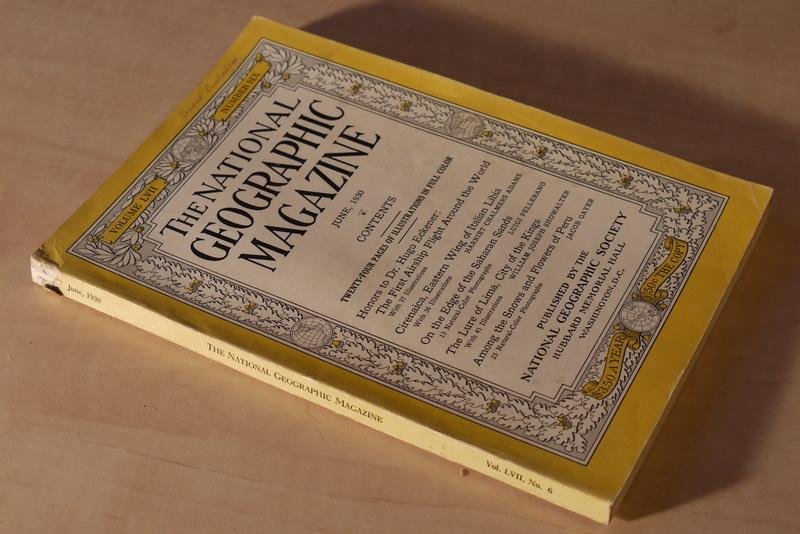 VOLUME LVII
NUMBER SIX
THE NATIONAL
GEOGRAPHIC
MAGAZINE
JUNE, 1930
CONTENTS
TWENTY-FOUR PAGES OF ILLUSTRATIONS IN FULL COLOR
Honors to Dr. Hugo Eckener:
The First Airship Flight Around the World
With 37 Illustrations
Cirenaica, Eastern Wing of Italian Libia
With 36 Illustrations HARRIET CHALMERS ADAMS
On the Edge of the Saharan Sands
13 Natural-Color Photographs LUIGI PELLERANO
The Lure of Lima, City of the Kings
With 41 Illustrations WILLIAM JOSEPH SHOWALTER
Among the Snows and Flowers of Peru
25 Natural-Color Photographs JACOB GAYER
PUBLISHED BY THE
NATIONAL GEOGRAPHIC SOCIETY
HUBBARD MEMORIAL HALL
WASHINGTON, D.C.
$3.50 A YEAR
50¢ THE COPY
June, 1930
THE NATIONAL GEOGRAPHIC MAGAZINE
Vol. LVII, No. 6